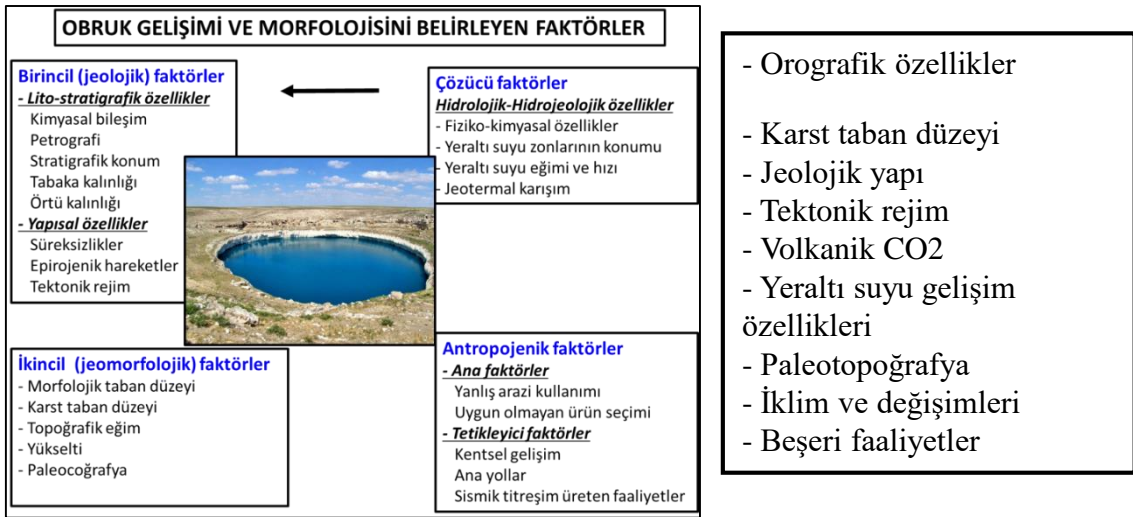 OBRUK GELİŞİMİ VE MORFOLOJİSİNİ BELİRLEYEN FAKTÖRLER
Birincil (jeolojik) faktörler
- Lito-stratigrafik özellikler
Kimyasal bileşim
Petrografi
Stratigrafik konum
Tabaka kalınlığı
Örtü kalınlığı
- Yapısal özellikler
Süreksizlikler
Epirojenik hareketler
Tektonik rejim
Çözücü faktörler
Hidrolojik-Hidrojeolojik özellikler
- Fiziko-kimyasal özellikler
- Yeraltı suyu zonlarının konumu
- Yeraltı suyu eğimi ve hızı
- Jeotermal karışım
İkincil (jeomorfolojik) faktörler
- Morfolojik taban düzeyi
- Karst taban düzeyi
- Topoğrafik eğim
- Yükselti
- Paleocoğrafya
Antropojenik faktörler
- Ana faktörler
Yanlış arazi kullanımı
Uygun olmayan ürün seçimi
- Tetikleyici faktörler
Kentsel gelişim
Ana yollar
Sismik titreşim üreten faaliyetler
- Orografik özellikler
- Karst taban düzeyi
- Jeolojik yapı
- Tektonik rejim
- Volkanik CO2
- Yeraltı suyu gelişim
özellikleri
- Paleotopoğrafya
- İklim ve değişimleri
- Beşeri faaliyetler